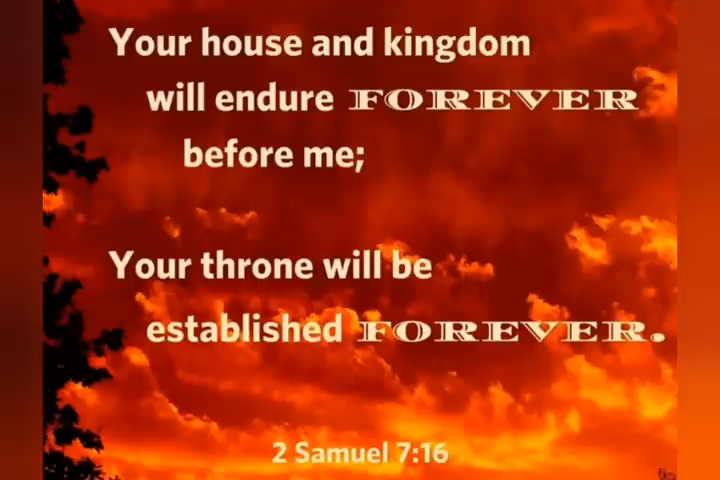 Your house and kingdom
will endure FOREVER
before me;
Your throne will be
established FOREVER.
2 Samuel 7:16